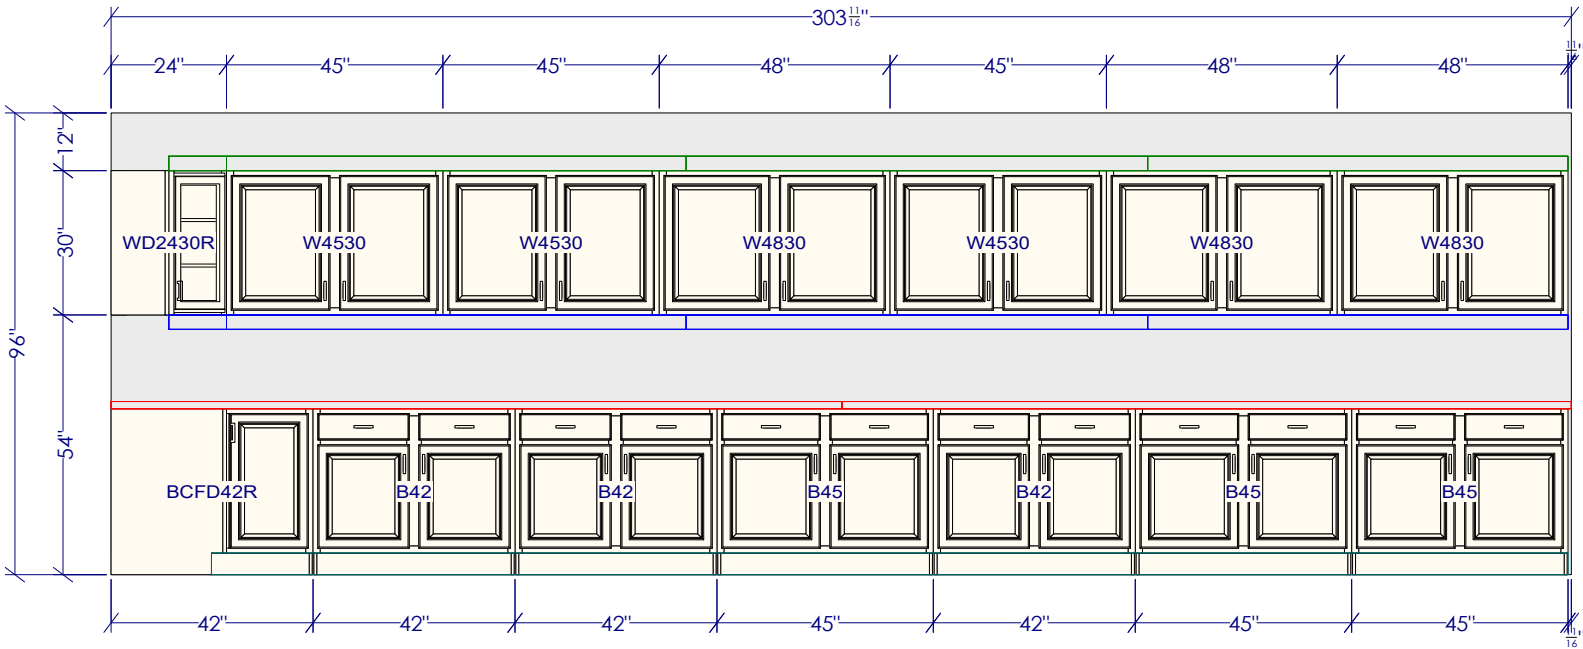 303 11/16"
24" 45" 45" 48" 45" 48" 48" 11/16"
12"
30"
54"
96"
WD2430R W4530 W4530 W4830 W4530 W4830 W4830
BCFD42R B42 B42 B45 B42 B45 B45
42" 42" 42" 45" 42" 45" 45" 11/16"